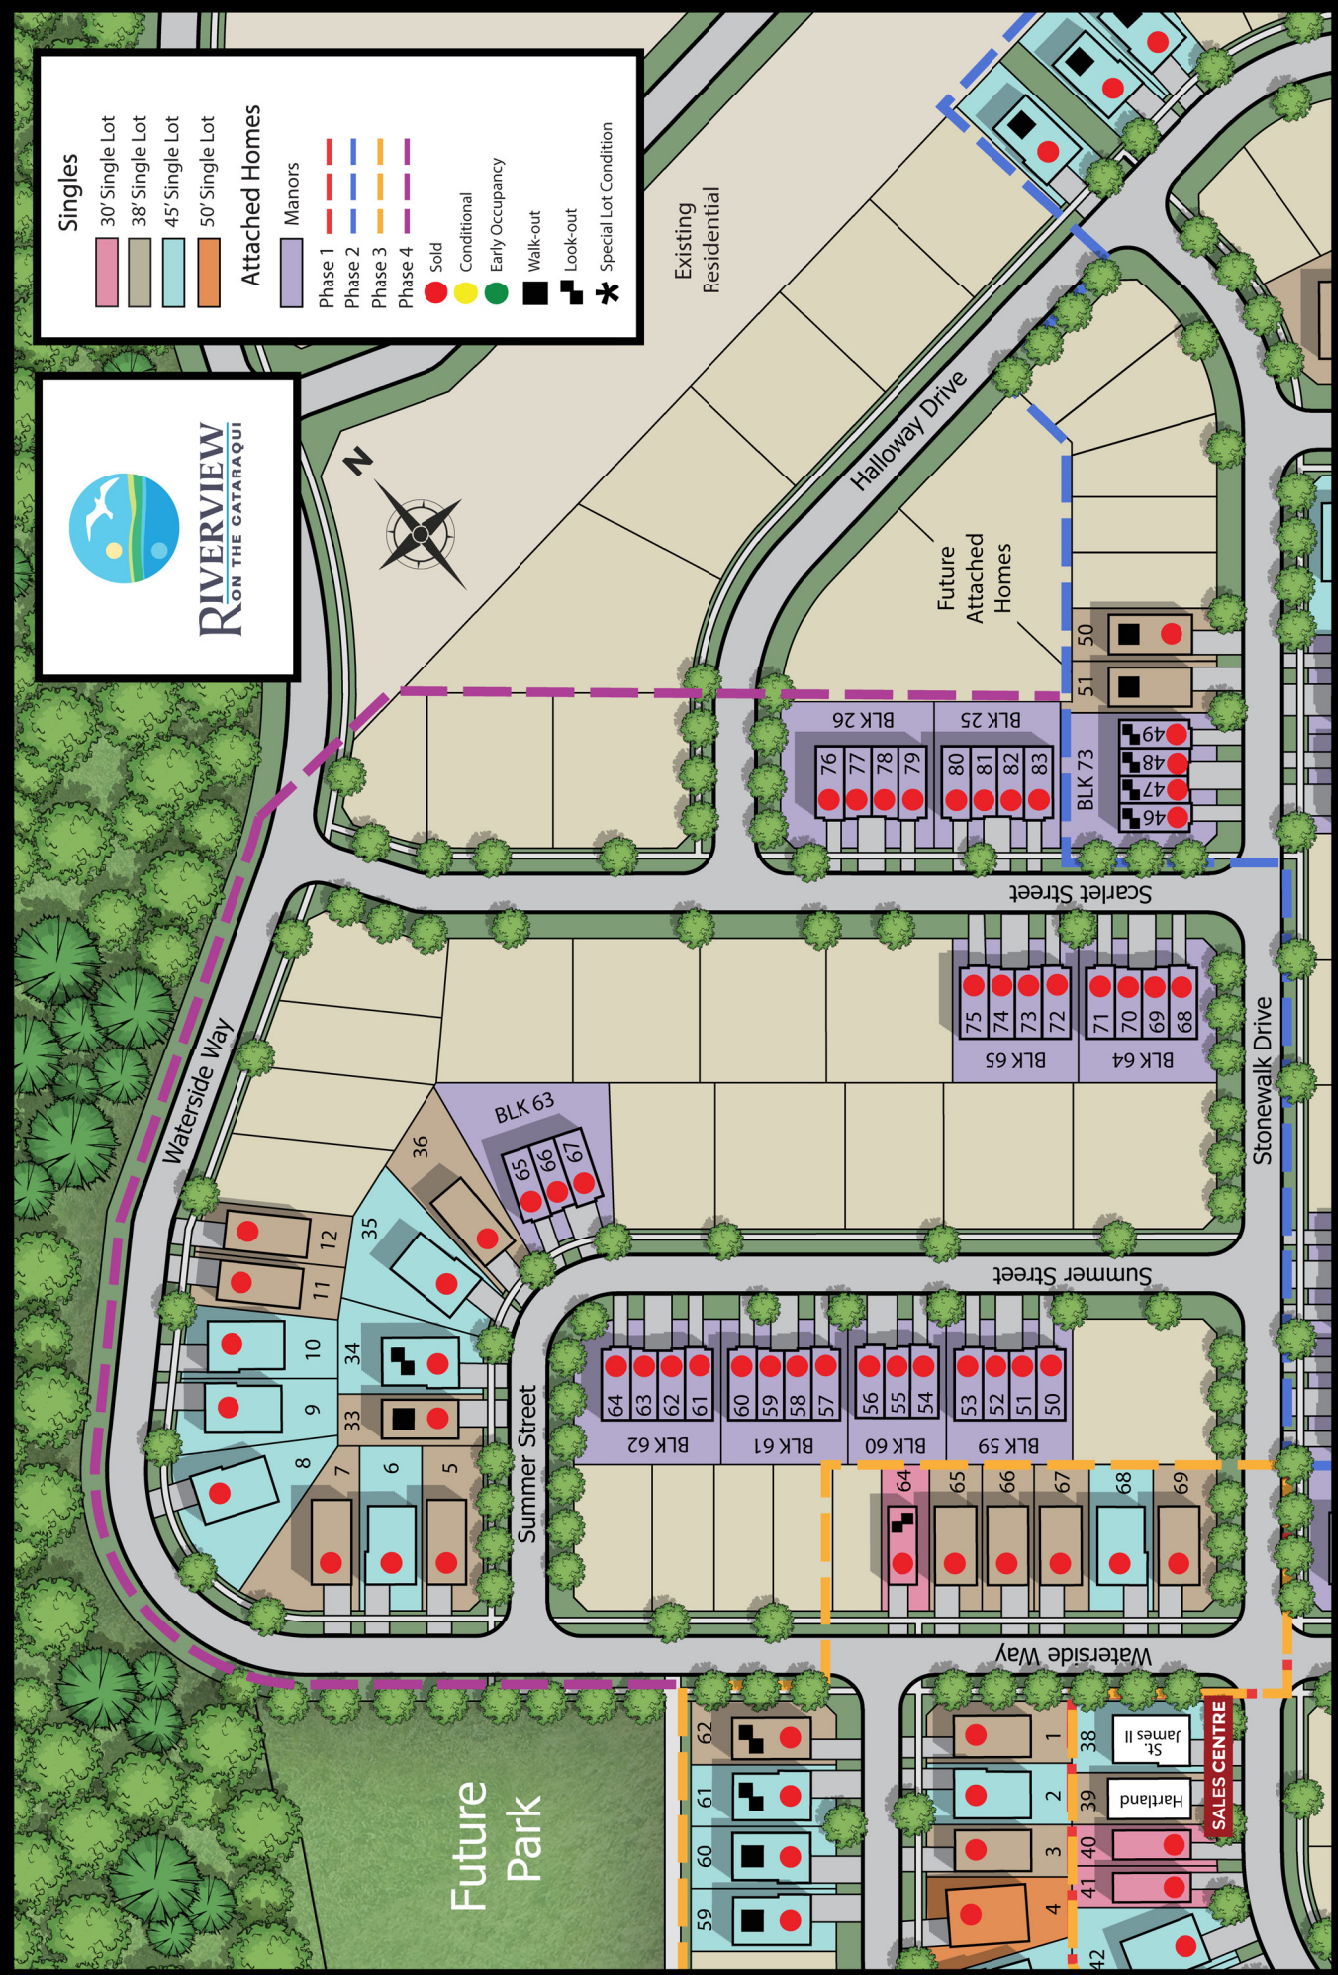 Singles
30' Single Lot
38' Single Lot
45' Single Lot
50' Single Lot
Attached Homes
Manors
Phase 1
Phase 2
Phase 3
Phase 4
Sold
Conditional
Early Occupancy
Walk-out
Look-out
Special Lot Condition
RIVERVIEW
ON THE CATARAQUI
N
Existing
Residential
Halloway Drive
Future
Attached
Homes
50
51
BLK 26
76
77
78
79
BLK 25
80
81
82
83
BLK 73
49
48
47
46
Scarlet Street
75
74
73
72
BLK 65
71
70
69
68
BLK 64
Stonewalk Drive
Waterside Way
BLK 63
65
66
67
36
35
12
11
10
9
8
34
33
7
6
5
Summer Street
Summer Street
64
63
62
61
BLK 62
60
59
58
57
BLK 61
56
55
54
BLK 60
53
52
51
50
BLK 59
64
65
66
67
68
69
Waterside Way
Future
Park
62
61
60
59
1
2
3
4
38
St.
James II
39
Hartland
40
41
42
SALES CENTRE